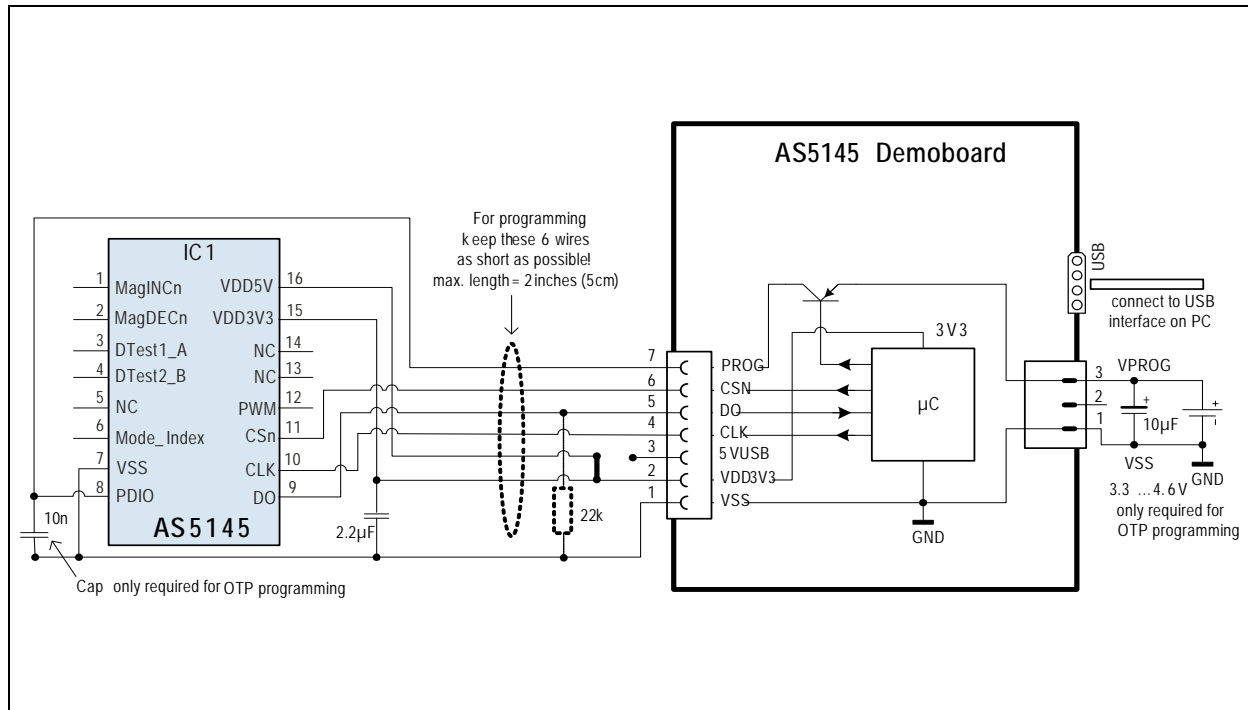 AS5145 Demoboard
For programming
keep these 6 wires
as short as possible!
max. length = 2 inches (5cm)
IC1
1 MagINCn
2 MagDECn
3 DTest1_A
4 DTest2_B
5 NC
6 Mode_Index
7 VSS
8 PDIO
VDD5V 16
VDD3V3 15
NC 14
NC 13
PWM 12
CSn 11
CLK 10
DO 9
AS5145
10n
Cap only required for OTP programming
2.2µF
22k
7 PROG
6 CSN
5 DO
4 CLK
3 5VUSB
2 VDD3V3
1 VSS
3V3
µC
GND
USB
connect to USB
interface on PC
3
2
1
VPROG
+
10µF
+
-
VSS
GND
3.3 ...4.6V
only required for
OTP programming